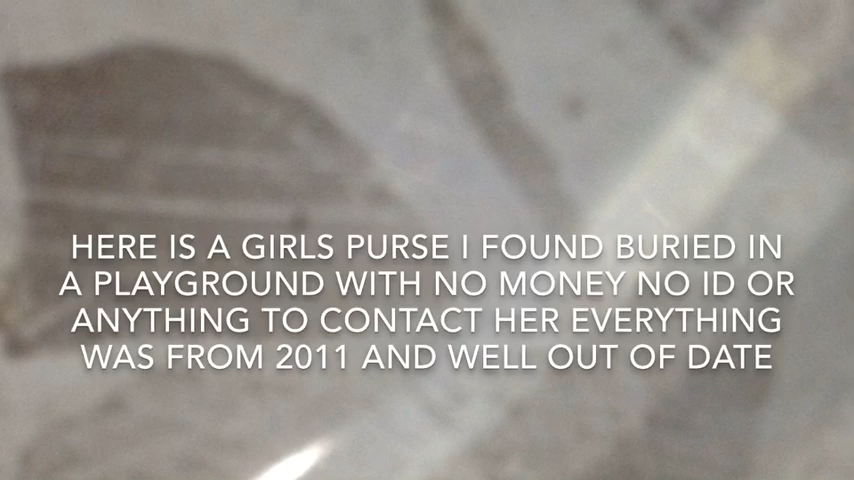 HERE IS A GIRLS PURSE I FOUND BURIED IN
A PLAYGROUND WITH NO MONEY NO ID OR
ANYTHING TO CONTACT HER EVERYTHING
WAS FROM 2011 AND WELL OUT OF DATE